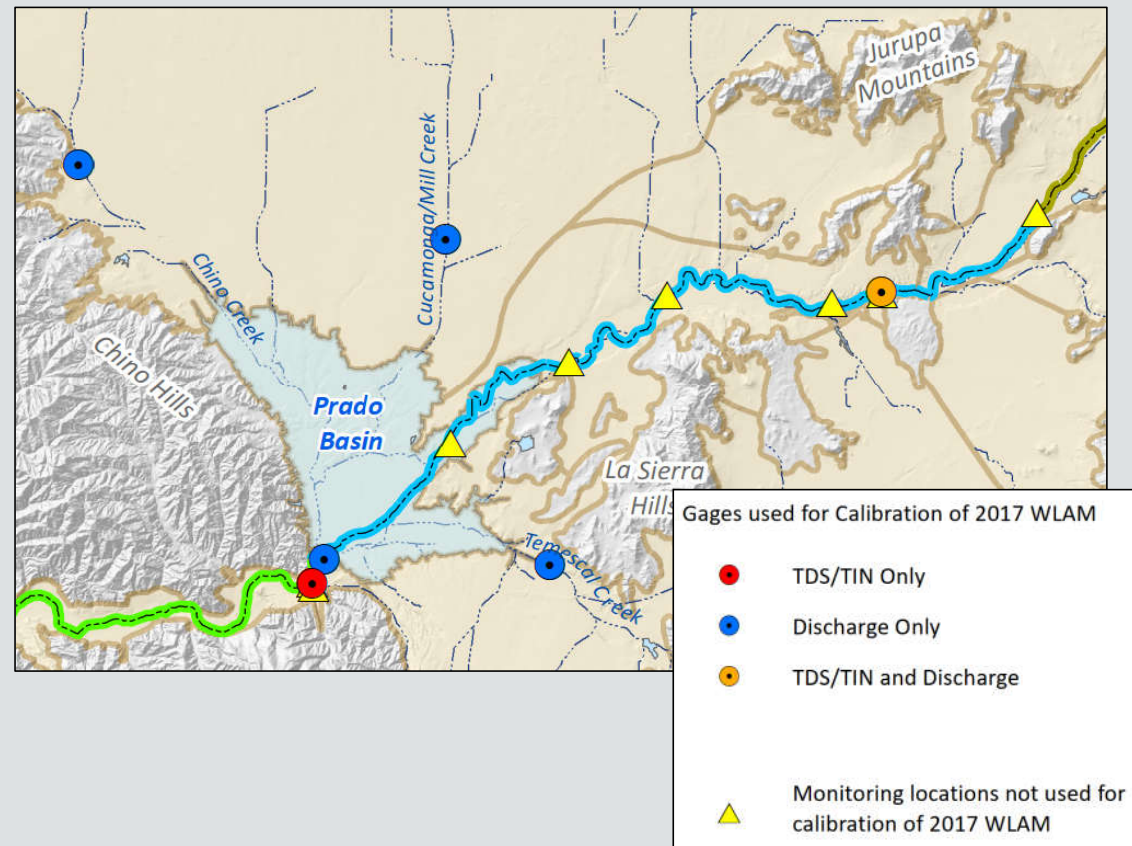 Jurupa
Mountains
Cucamonga/Mill Creek
Chino Creek
Chino Hills
Prado
Basin
La Sierra
Hills
Temescal Creek
Gages used for Calibration of 2017 WLAM
TDS/TIN Only
Discharge Only
TDS/TIN and Discharge
Monitoring locations not used for
calibration of 2017 WLAM